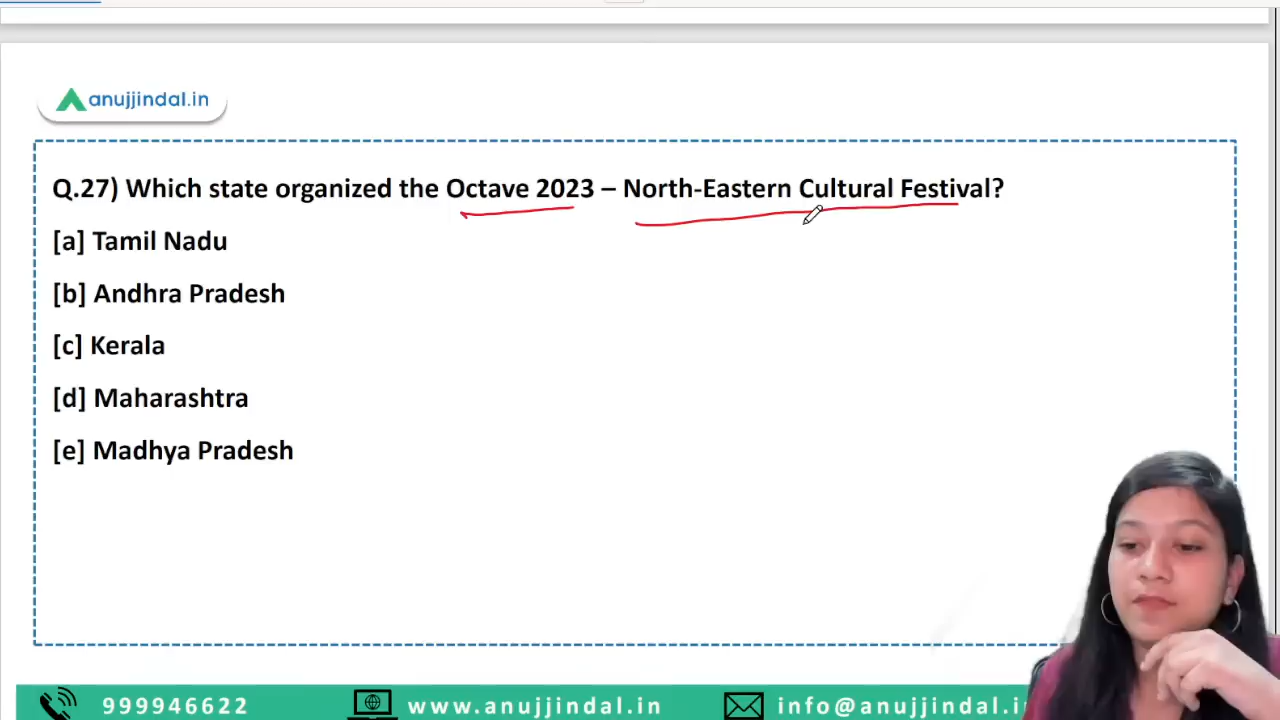 anujjindal.in
Q.27) Which state organized the Octave 2023 – North-Eastern Cultural Festival?
[a] Tamil Nadu
[b] Andhra Pradesh
[c] Kerala
[d] Maharashtra
[e] Madhya Pradesh
999946622 www.anujjindal.in info@anujjindal.i